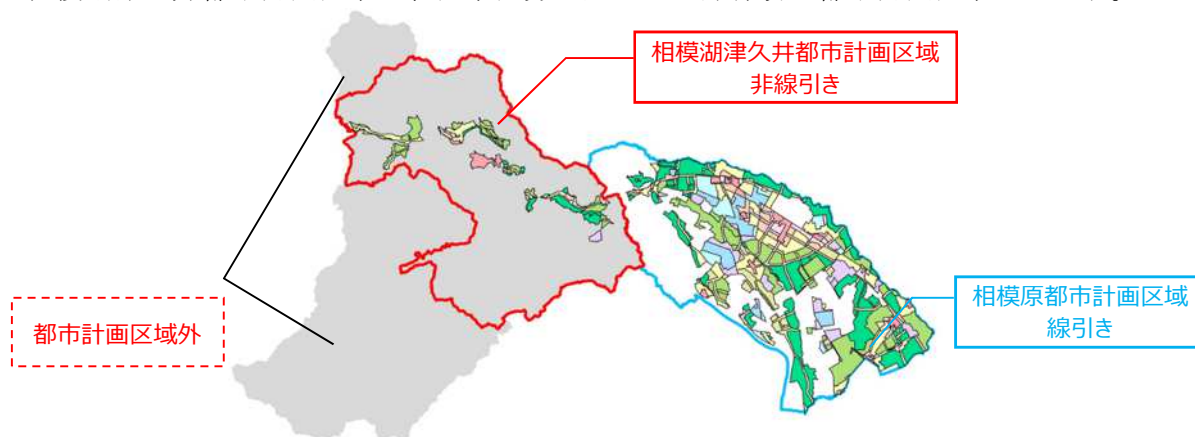 相模湖津久井都市計画区域
非線引き
相模原都市計画区域
線引き
都市計画区域外